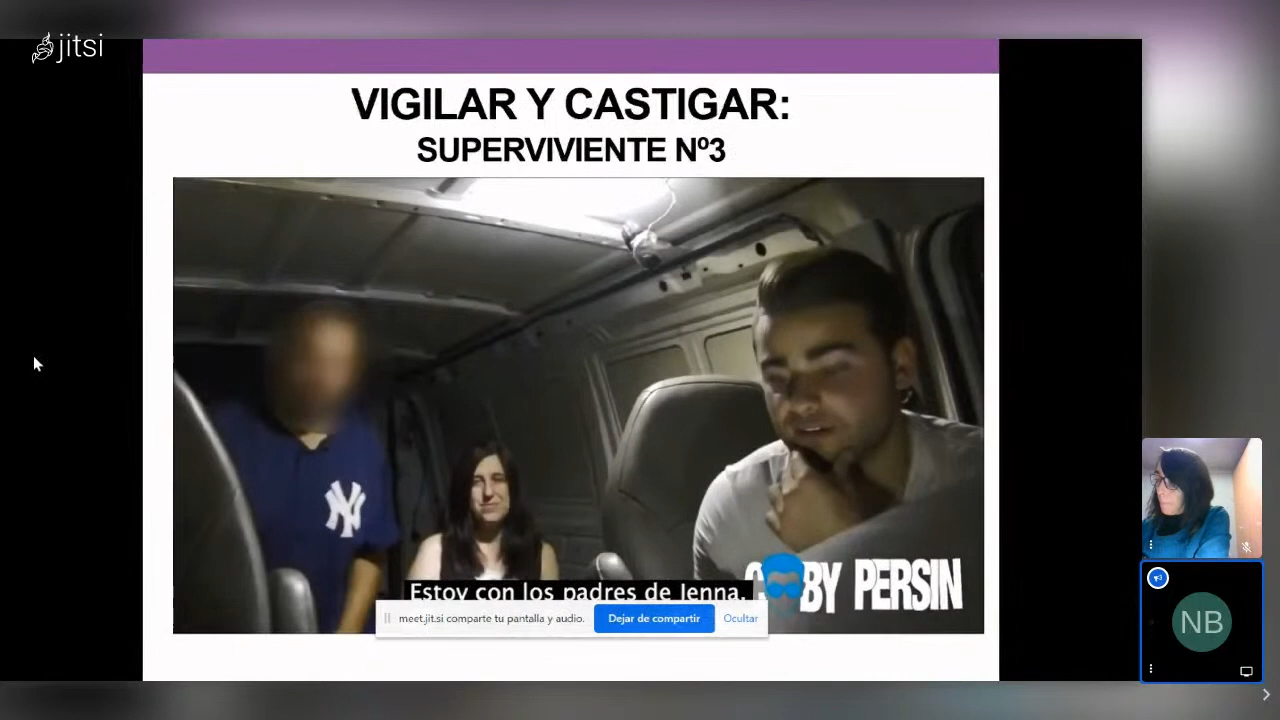 jitsi
VIGILAR Y CASTIGAR:
SUPERVIVIENTE Nº3
NY
Estoy con los padres de Jenna.
BY PERSIN
meet.jit.si comparte tu pantalla y audio.
Dejar de compartir
Ocultar
NB